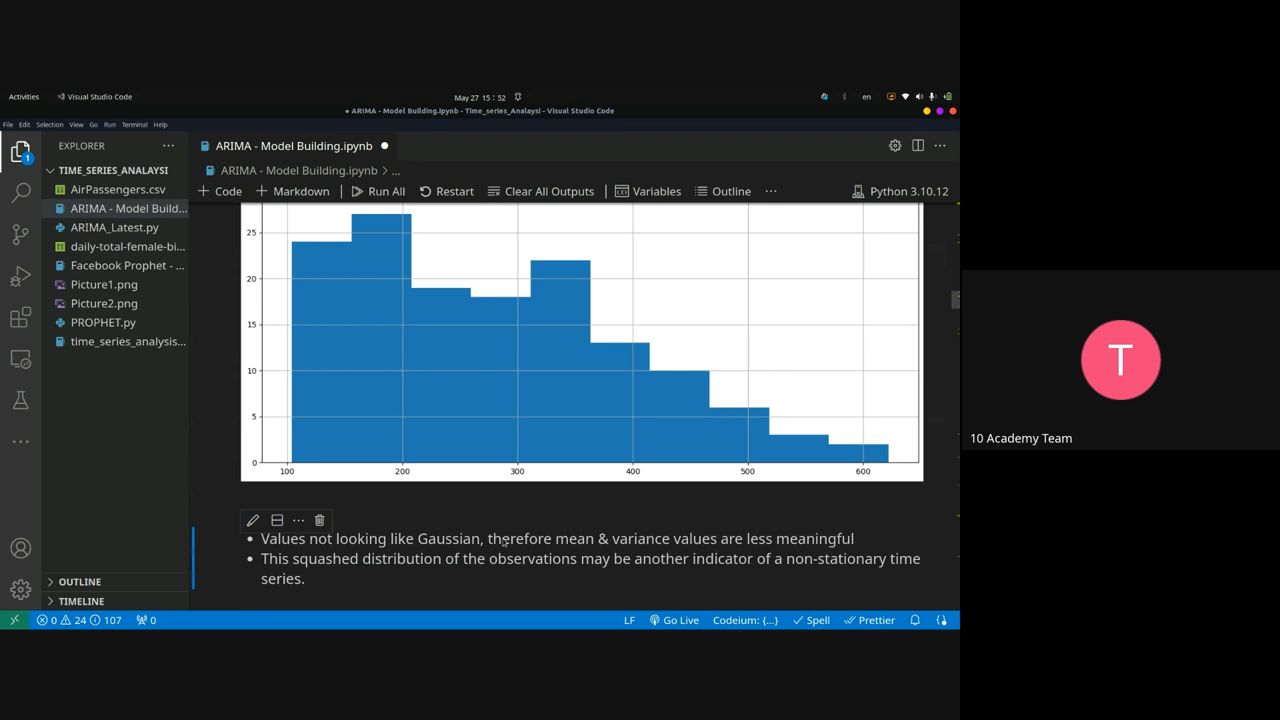 Activities Visual Studio Code May 27 15 : 52 en
● ARIMA - Model Building.ipynb - Time_series_Analaysi - Visual Studio Code
File Edit Selection View Go Run Terminal Help
EXPLORER ARIMA - Model Building.ipynb
1
TIME_SERIES_ANALAYSI ARIMA - Model Building.ipynb > ...
AirPassengers.csv + Code + Markdown Run All Restart Clear All Outputs Variables Outline ... Python 3.10.12
ARIMA - Model Build...
ARIMA_Latest.py
daily-total-female-bi...
Facebook Prophet - ...
Picture1.png
Picture2.png
PROPHET.py
time_series_analysis...
25
20
15
10
5
0
100 200 300 400 500 600
T
10 Academy Team
• Values not looking like Gaussian, therefore mean & variance values are less meaningful
• This squashed distribution of the observations may be another indicator of a non-stationary time
series.
OUTLINE
TIMELINE
0 24 107 0 LF Go Live Codeium: {...} Spell Prettier